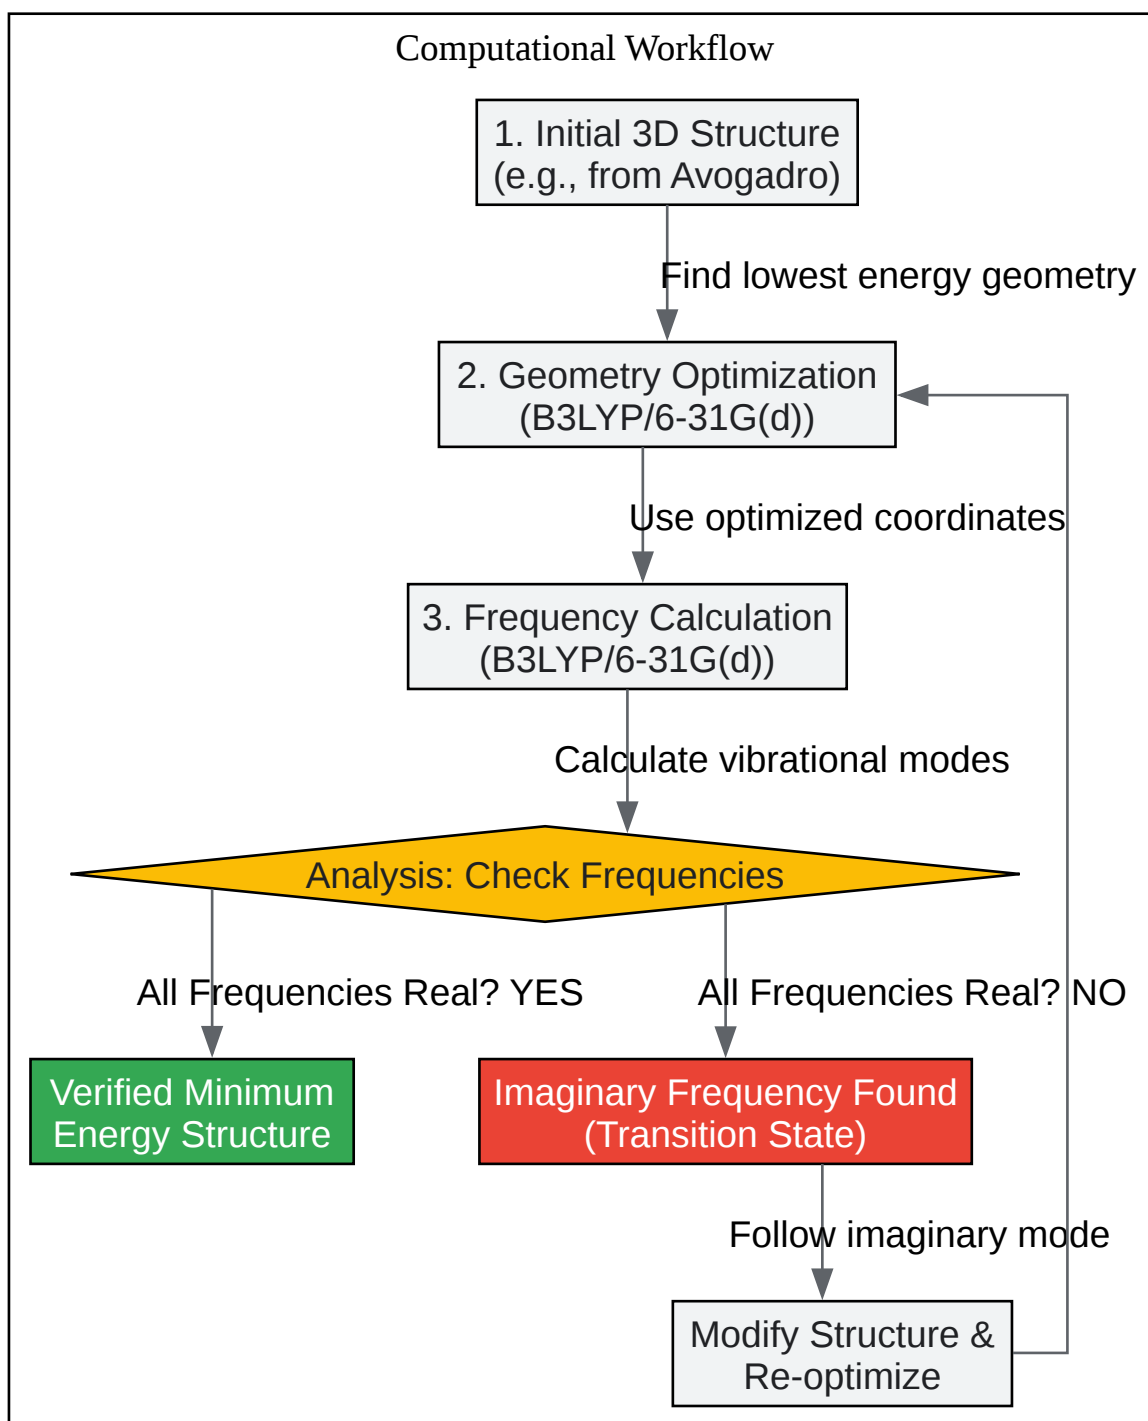 Computational Workflow
1. Initial 3D Structure
(e.g., from Avogadro)
Find lowest energy geometry
2. Geometry Optimization
(B3LYP/6-31G(d))
Use optimized coordinates
3. Frequency Calculation
(B3LYP/6-31G(d))
Calculate vibrational modes
Analysis: Check Frequencies
All Frequencies Real? YES
All Frequencies Real? NO
Verified Minimum
Energy Structure
Imaginary Frequency Found
(Transition State)
Follow imaginary mode
Modify Structure &
Re-optimize